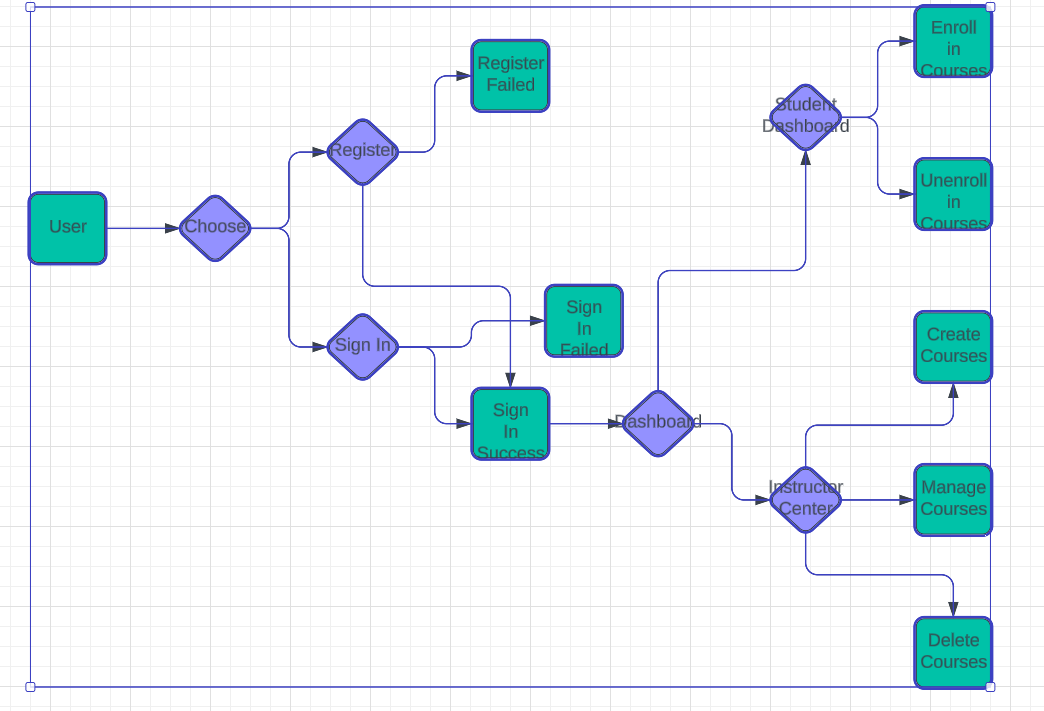 User
Choose
Register
Register
Failed
Sign In
Sign
In
Failed
Sign
In
Success
Dashboard
Student
Dashboard
Enroll
in
Courses
Unenroll
in
Courses
Instructor
Center
Create
Courses
Manage
Courses
Delete
Courses